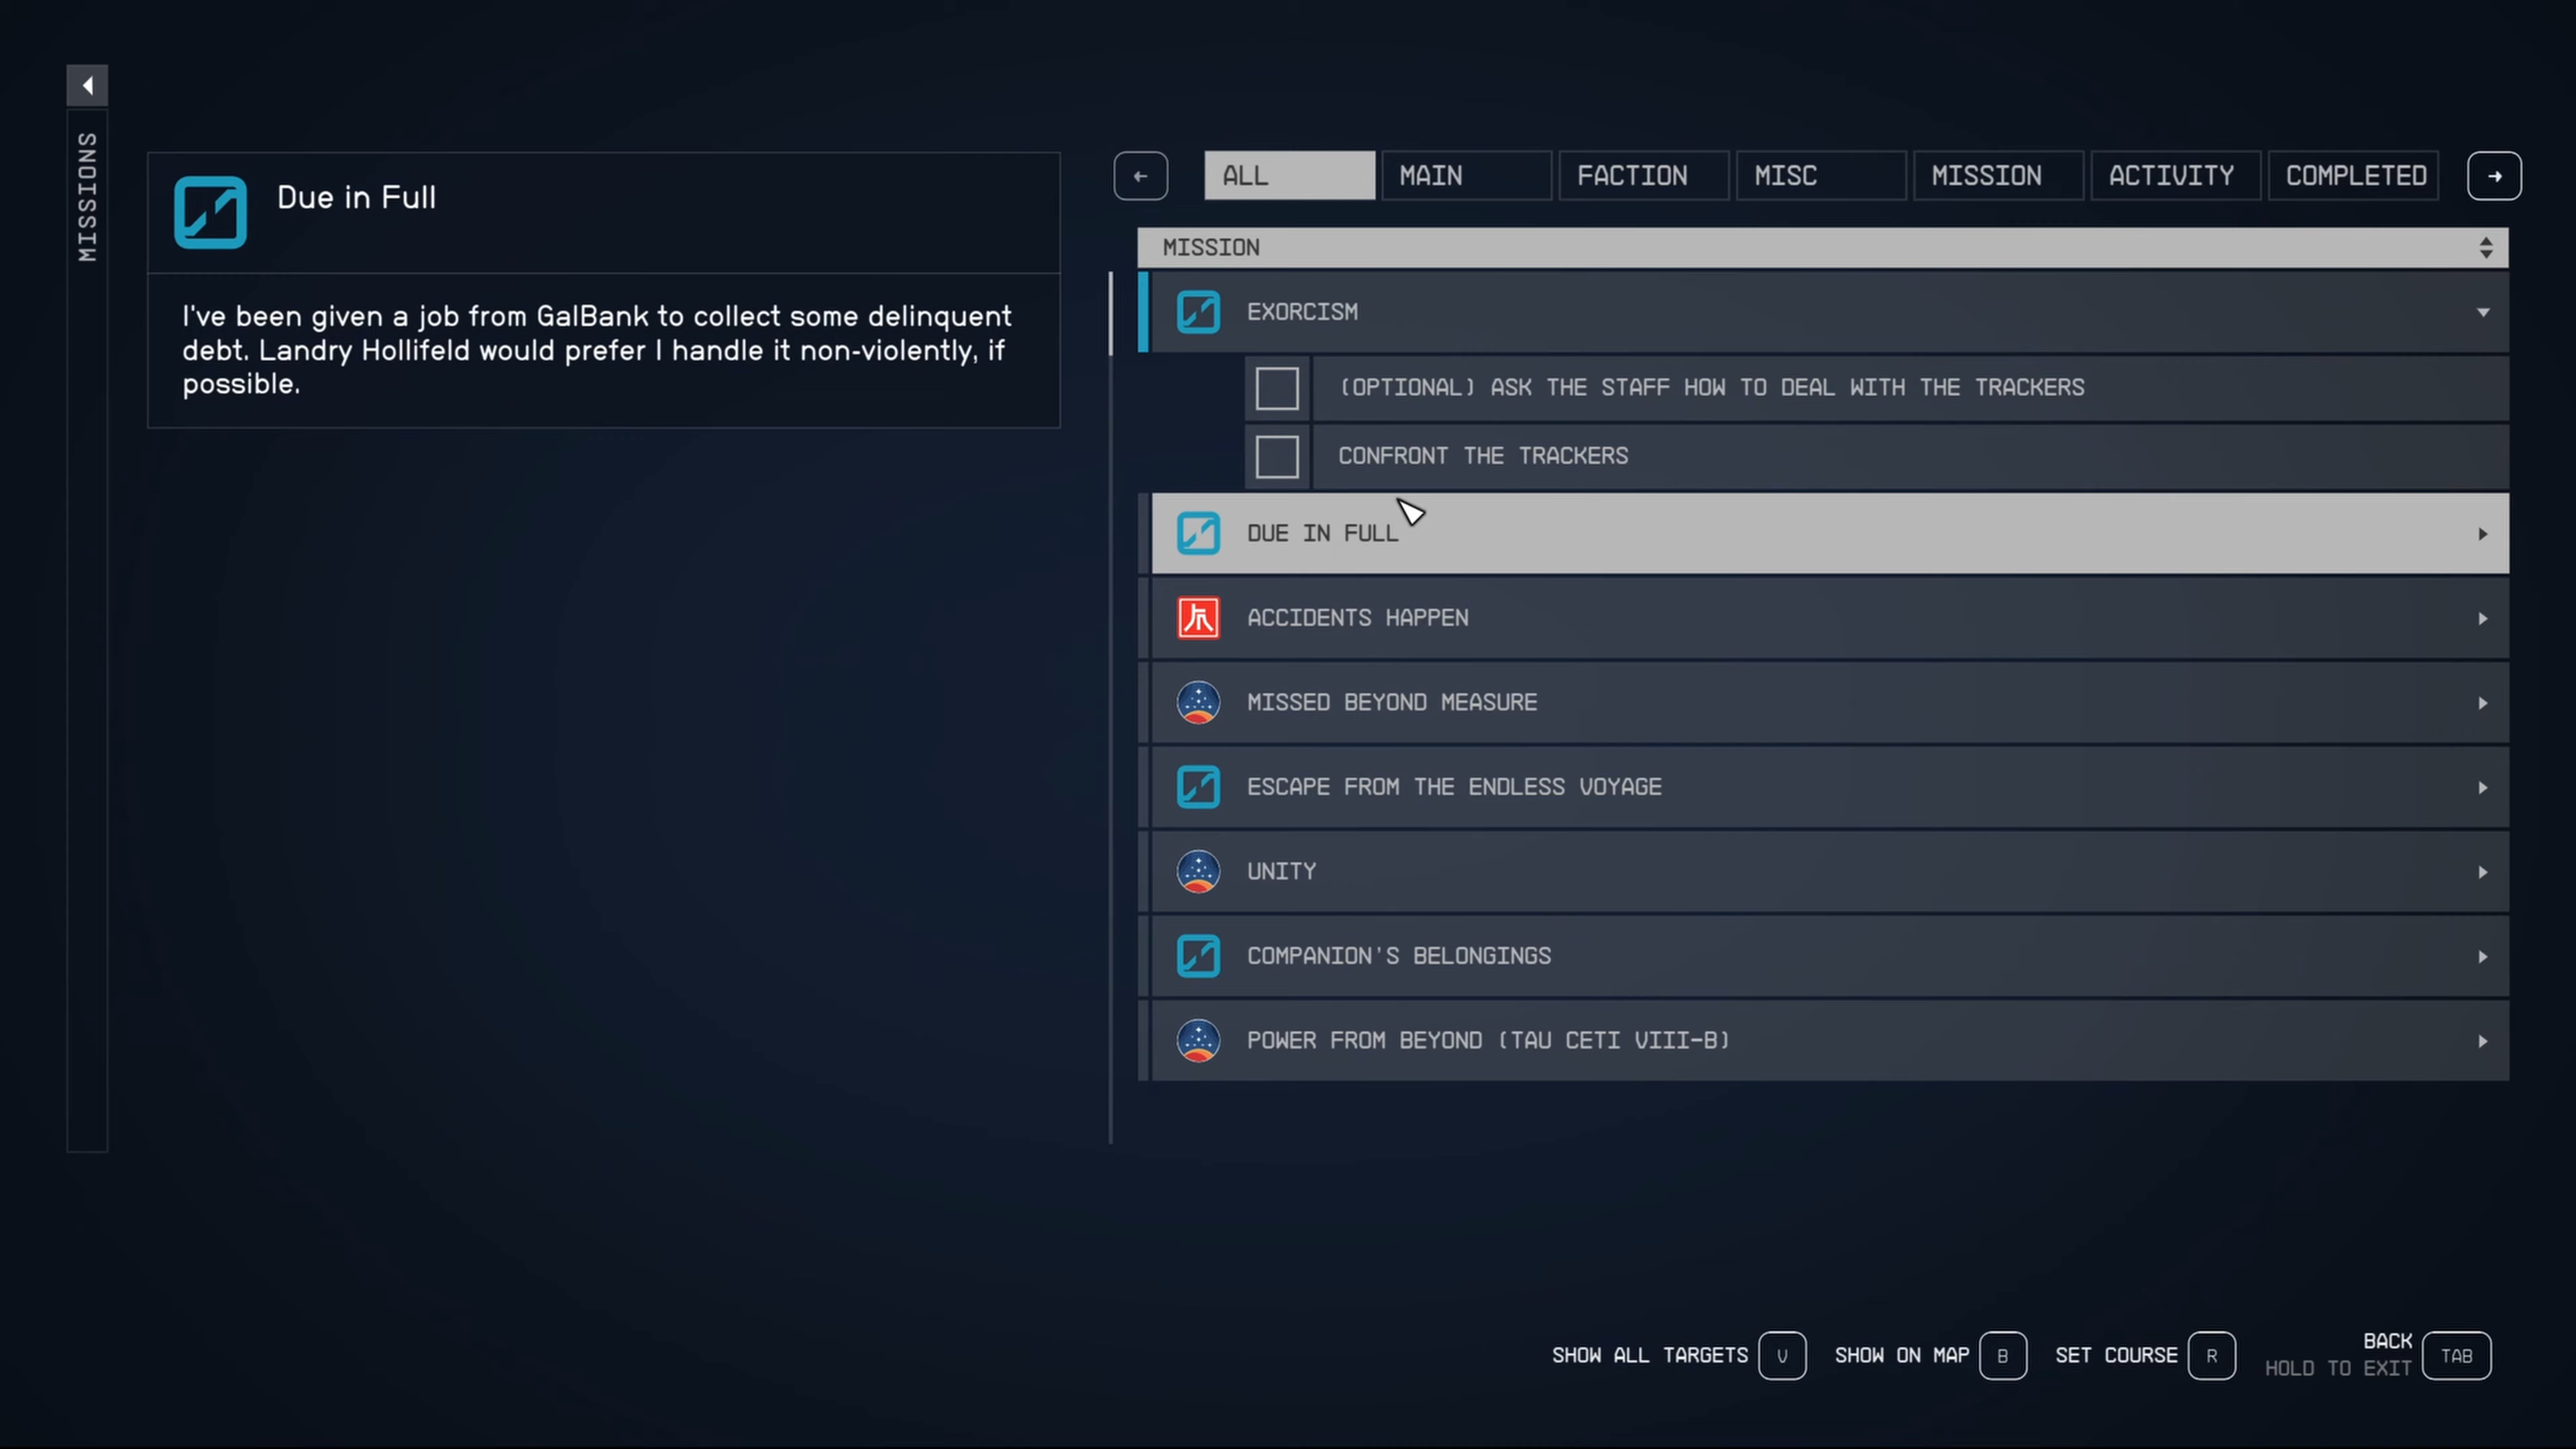 MISSIONS
Due in Full
I've been given a job from GalBank to collect some delinquent
debt. Landry Hollifeld would prefer I handle it non-violently, if
possible.
ALL
MAIN
FACTION
MISC
MISSION
ACTIVITY
COMPLETED
MISSION
EXORCISM
(OPTIONAL) ASK THE STAFF HOW TO DEAL WITH THE TRACKERS
CONFRONT THE TRACKERS
DUE IN FULL
ACCIDENTS HAPPEN
MISSED BEYOND MEASURE
ESCAPE FROM THE ENDLESS VOYAGE
UNITY
COMPANION'S BELONGINGS
POWER FROM BEYOND (TAU CETI VIII-B)
SHOW ALL TARGETS V
SHOW ON MAP B
SET COURSE R
BACK
HOLD TO EXIT
TAB